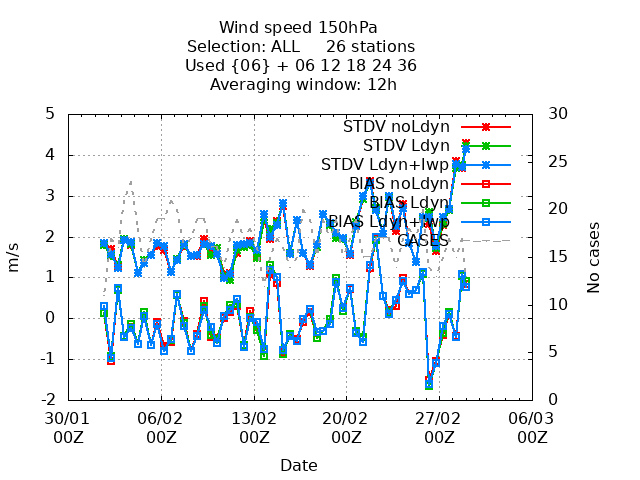 Wind speed 150hPa
Selection: ALL 26 stations
Used {06} + 06 12 18 24 36
Averaging window: 12h
5
4
3
2
1
0
-1
-2
m/s
30
25
20
15
10
5
0
No cases
STDV noLdyn
STDV Ldyn
STDV Ldyn+lwp
BIAS noLdyn
BIAS Ldyn
BIAS Ldyn+lwp
CASES
30/01 06/02 13/02 20/02 27/02 06/03
00Z 00Z 00Z 00Z 00Z 00Z
Date